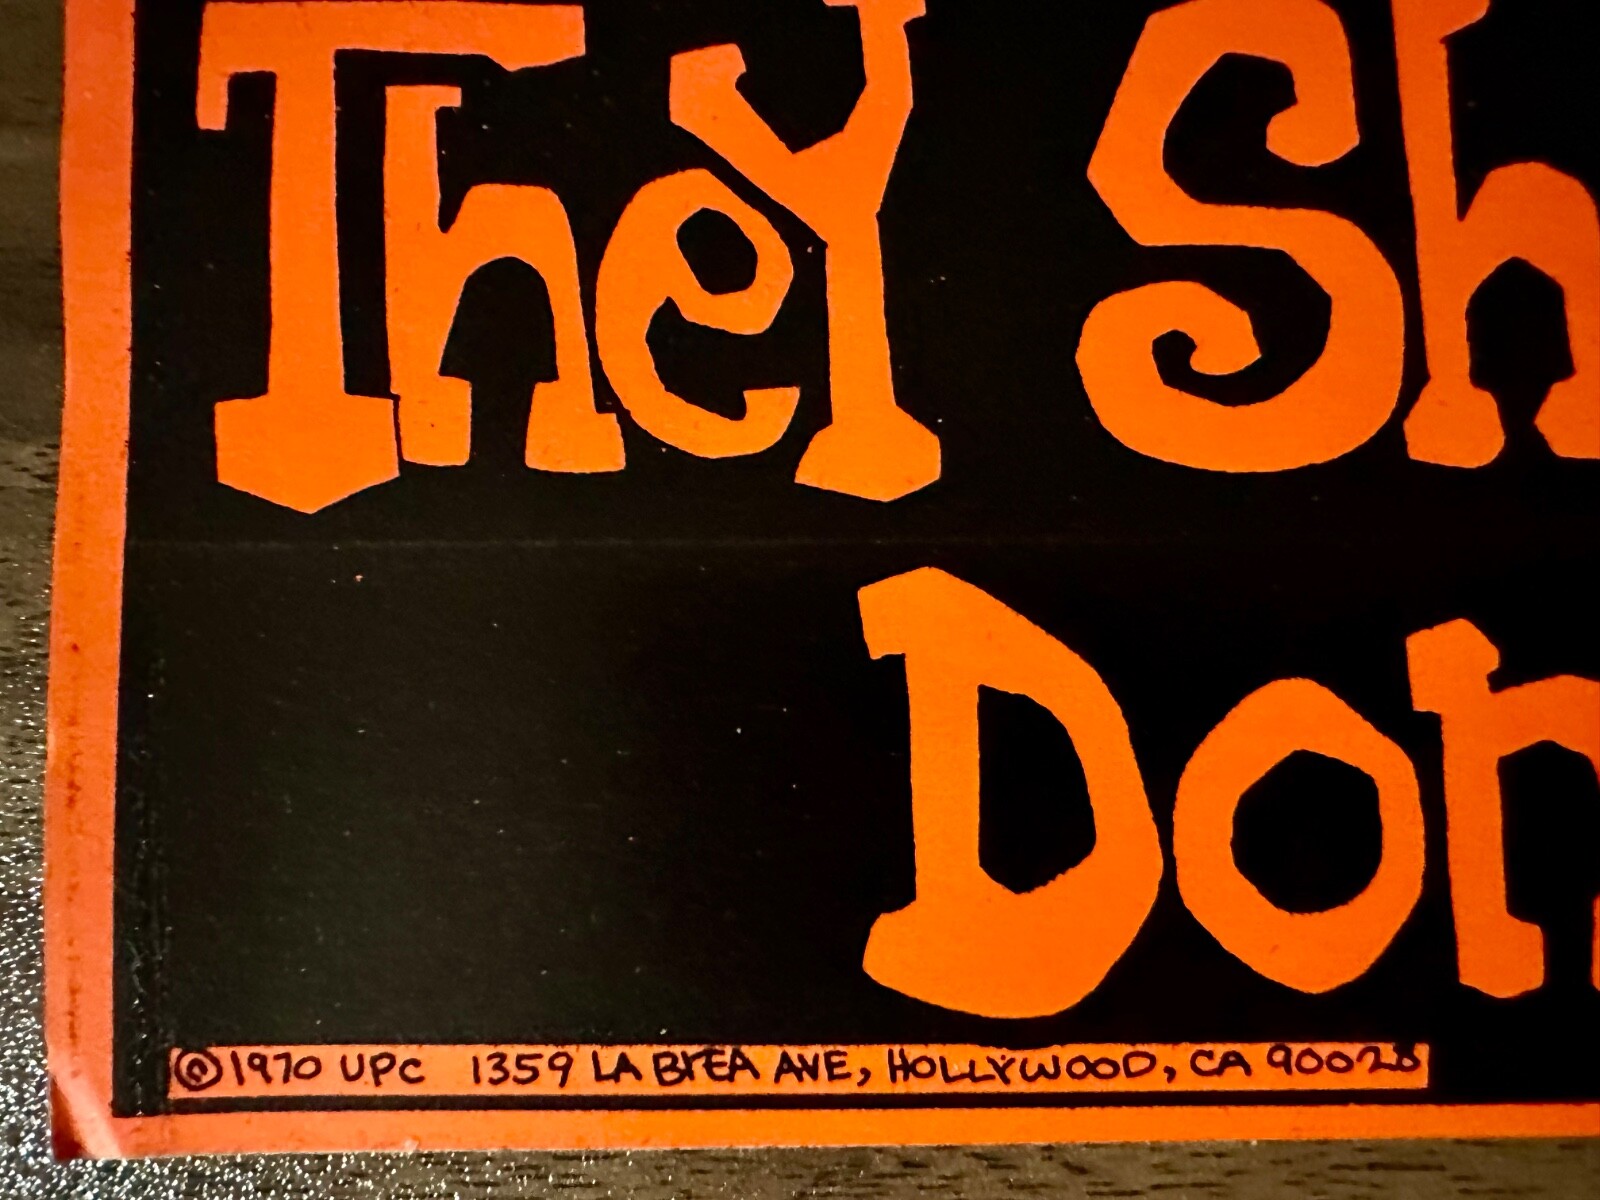 TheY Sh
Don
©1970 UPC 1359 LA BrEA AVE, HOLLYWOOD, CA 90028